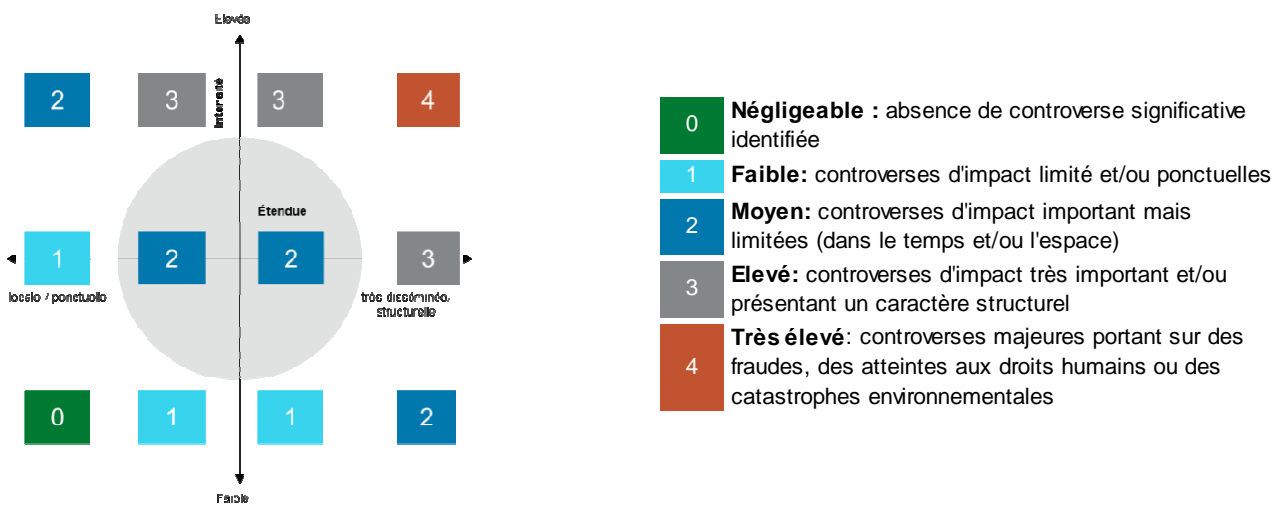 Elevée
2
3
Intensité
3
4
Étendue
1
2
2
3
locale / ponctuelle
très disséminée,
structurelle
0
1
1
2
Faible
0
Négligeable : absence de controverse significative
identifiée
1
Faible: controverses d'impact limité et/ou ponctuelles
2
Moyen: controverses d'impact important mais
limitées (dans le temps et/ou l'espace)
3
Elevé: controverses d'impact très important et/ou
présentant un caractère structurel
4
Très élevé: controverses majeures portant sur des
fraudes, des atteintes aux droits humains ou des
catastrophes environnementales